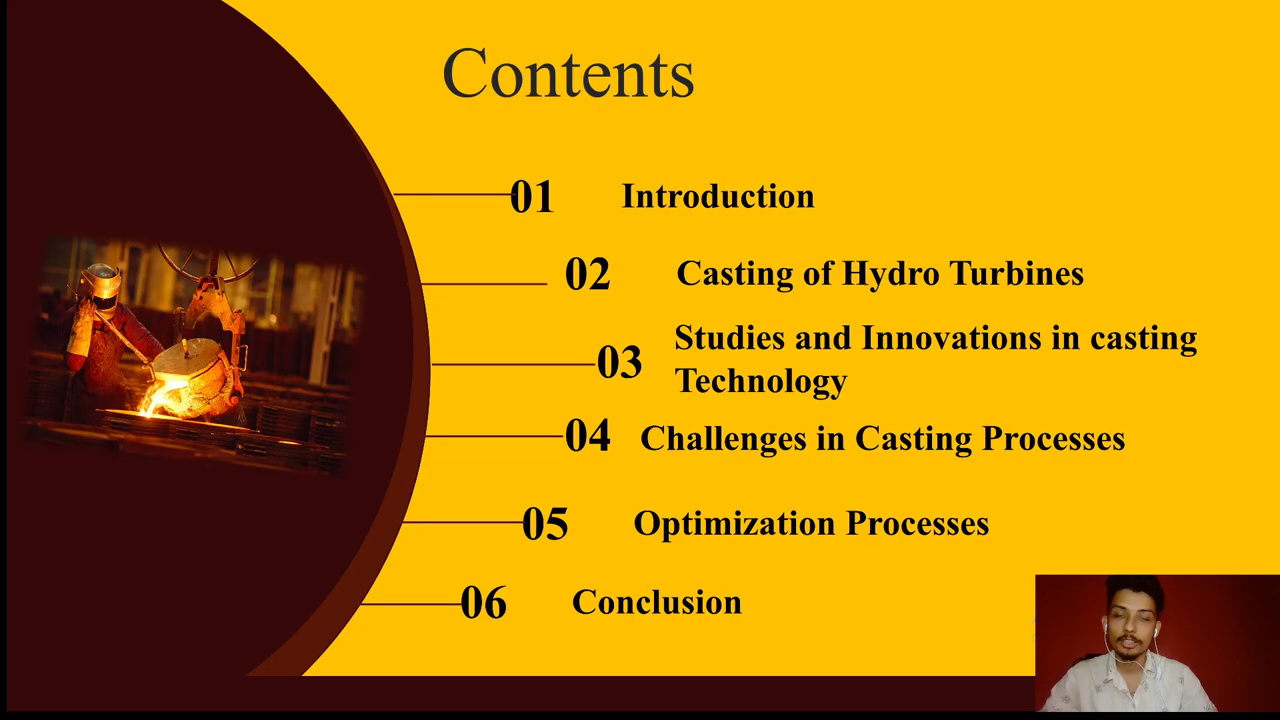 Contents
01 Introduction
02 Casting of Hydro Turbines
03 Studies and Innovations in casting
Technology
04 Challenges in Casting Processes
05 Optimization Processes
06 Conclusion